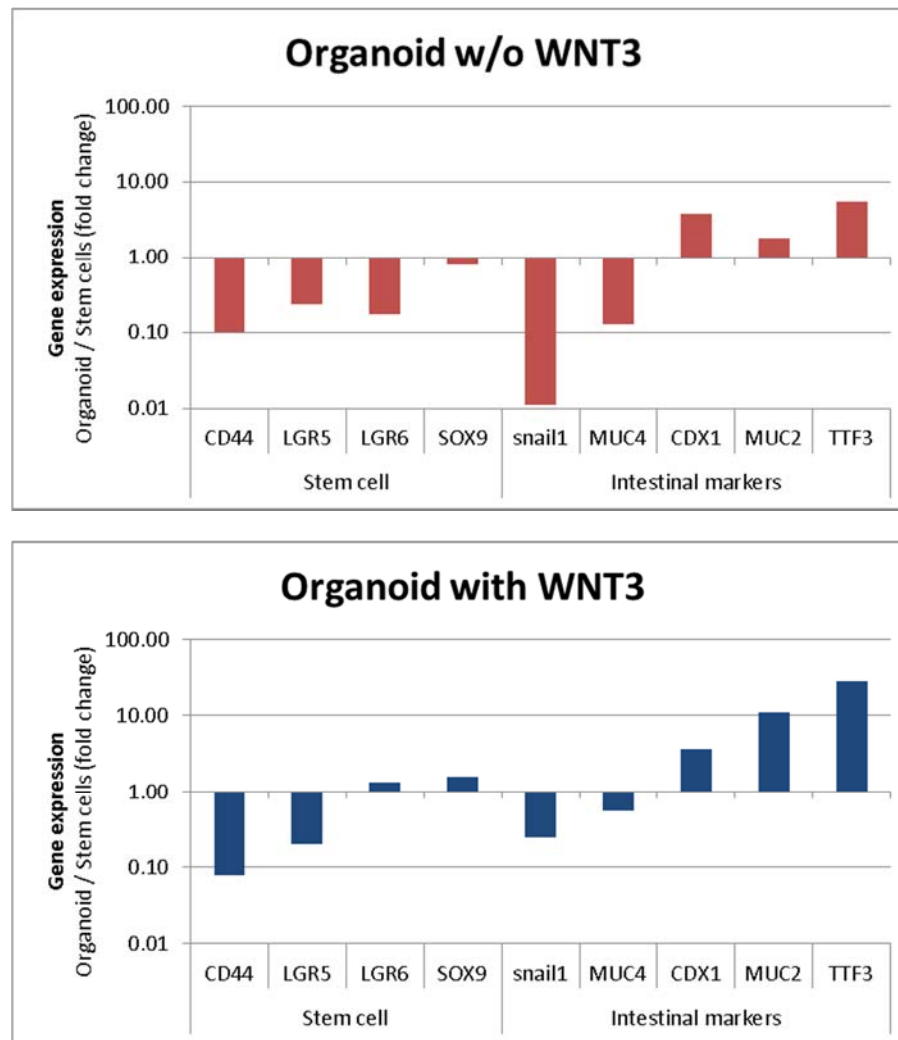 Organoid w/o WNT3
Gene expression
Organoid / Stem cells (fold change)
100.00
10.00
1.00
0.10
0.01
CD44 LGR5 LGR6 SOX9 snail1 MUC4 CDX1 MUC2 TTF3
Stem cell Intestinal markers
Organoid with WNT3
Gene expression
Organoid / Stem cells (fold change)
100.00
10.00
1.00
0.10
0.01
CD44 LGR5 LGR6 SOX9 snail1 MUC4 CDX1 MUC2 TTF3
Stem cell Intestinal markers